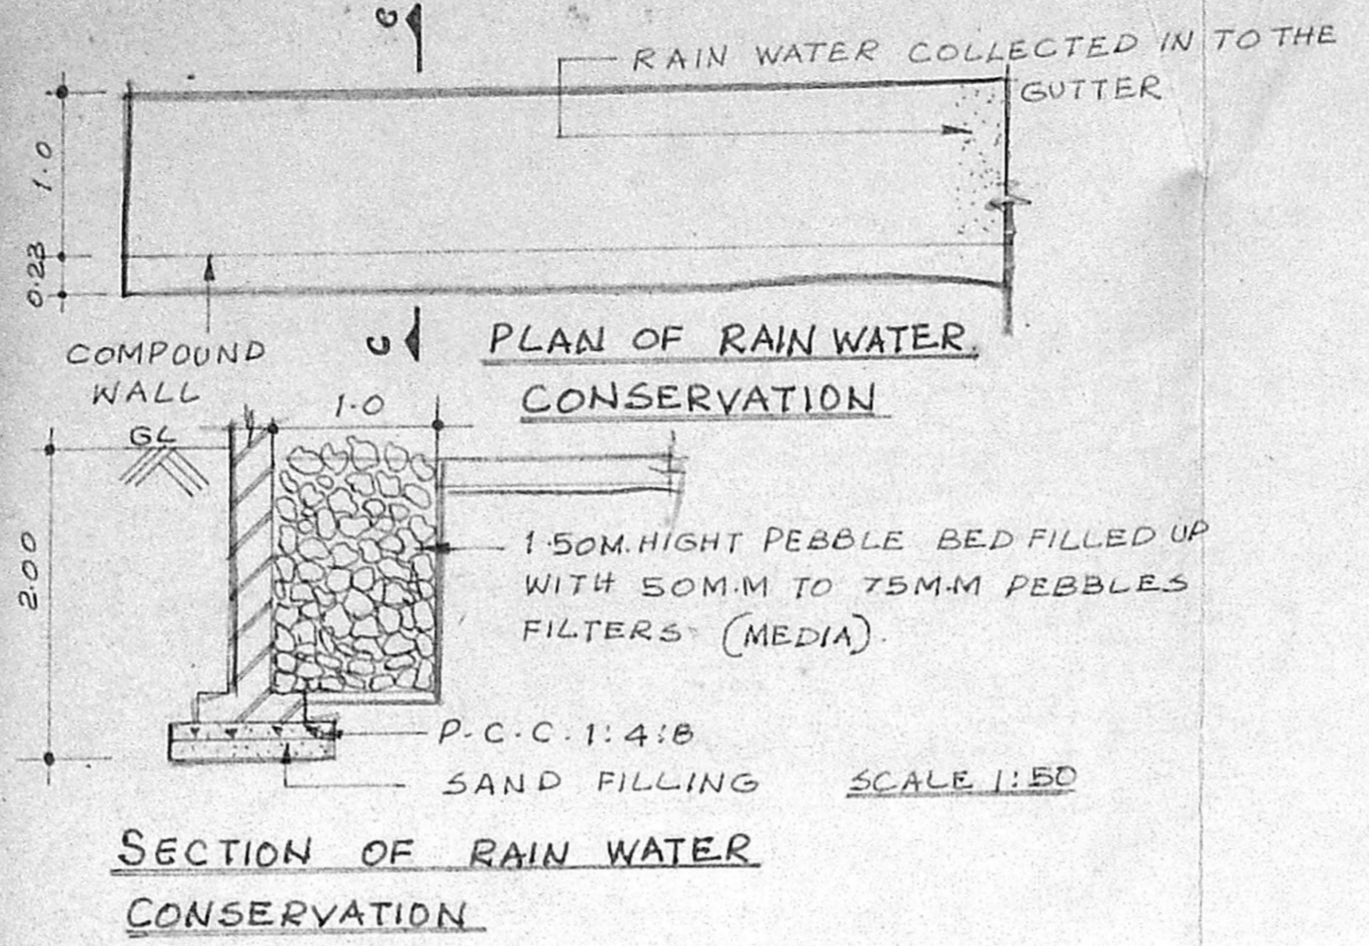 C
RAIN WATER COLLECTED IN TO THE
GUTTER
1.0
0.23
COMPOUND
WALL
C
PLAN OF RAIN WATER
CONSERVATION
1.0
GL
2.00
1.50M.HIGHT PEBBLE BED FILLED UP
WITH 50M.M TO 75M.M PEBBLES
FILTERS (MEDIA).
P.C.C. 1:4:8
SAND FILLING
SCALE 1:50
SECTION OF RAIN WATER
CONSERVATION